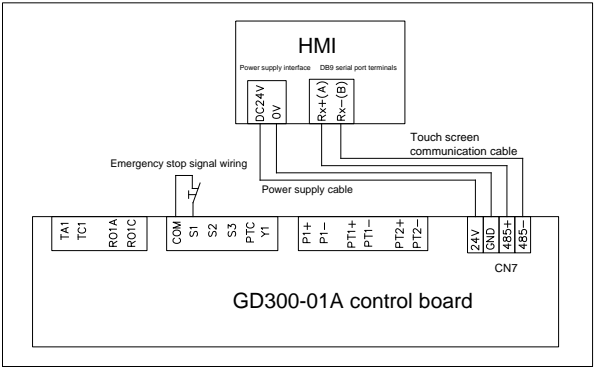 HMI
Power supply interface DB9 serial port terminals
DC24V
0V
Rx+(A)
Rx-(B)
Touch screen
communication cable
Emergency stop signal wiring
Power supply cable
TA1
TC1
RO1A
RO1C
COM
S1
S2
S3
PTC
Y1
P1+
P1-
PT1+
PT1-
PT2+
PT2-
24V
GND
485+
485-
CN7
GD300-01A control board